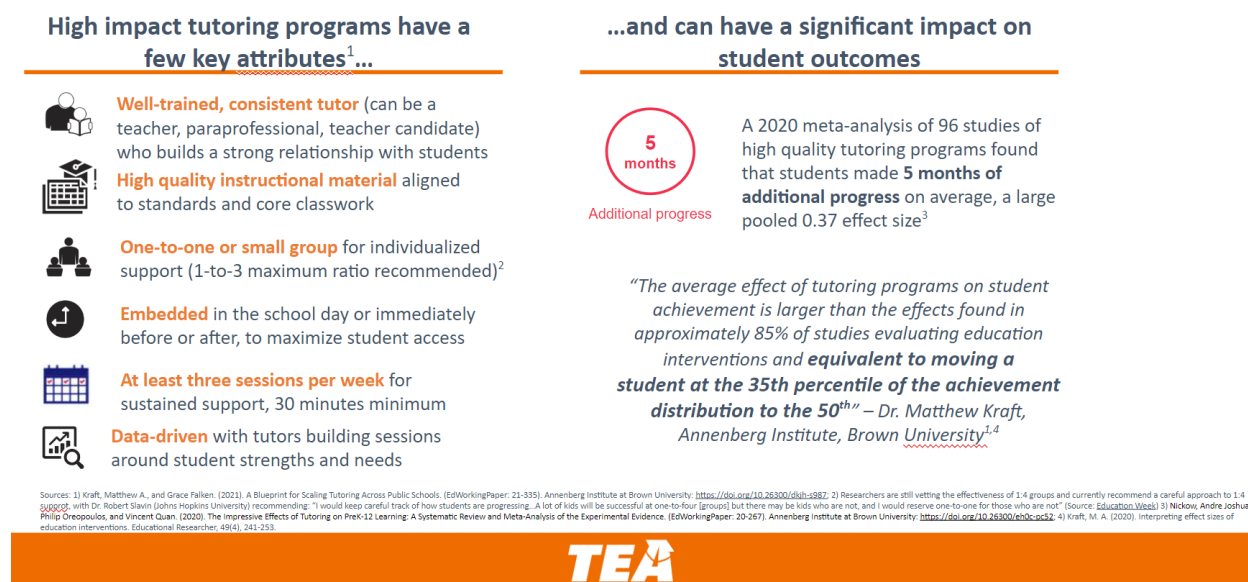 High impact tutoring programs have a
few key attributes1…
Well-trained, consistent tutor (can be a
teacher, paraprofessional, teacher candidate)
who builds a strong relationship with students
High quality instructional material aligned
to standards and core classwork
One-to-one or small group for individualized
support (1-to-3 maximum ratio recommended)2
Embedded in the school day or immediately
before or after, to maximize student access
At least three sessions per week for
sustained support, 30 minutes minimum
Data-driven with tutors building sessions
around student strengths and needs
…and can have a significant impact on
student outcomes
5
months
Additional progress
A 2020 meta-analysis of 96 studies of
high quality tutoring programs found
that students made 5 months of
additional progress on average, a large
pooled 0.37 effect size3
“The average effect of tutoring programs on student
achievement is larger than the effects found in
approximately 85% of studies evaluating education
interventions and equivalent to moving a
student at the 35th percentile of the achievement
distribution to the 50th” – Dr. Matthew Kraft,
Annenberg Institute, Brown University1,4
Sources: 1) Kraft, Matthew A., and Grace Falken. (2021). A Blueprint for Scaling Tutoring Across Public Schools. (EdWorkingPaper: 21-335). Annenberg Institute at Brown University: https://doi.org/10.26300/dkjh-s987; 2) Researchers are still vetting the effectiveness of 1:4 groups and currently recommend a careful approach to 1:4
supprot, with Dr. Robert Slavin (Johns Hopkins University) recommending: “I would keep careful track of how students are progressing…A lot of kids will be successful at one-to-four [groups] but there may be kids who are not, and I would reserve one-to-one for those who are not” (Source: Education Week) 3) Nickow, Andre Joshua,
Philip Oreopoulos, and Vincent Quan. (2020). The Impressive Effects of Tutoring on PreK-12 Learning: A Systematic Review and Meta-Analysis of the Experimental Evidence. (EdWorkingPaper: 20-267). Annenberg Institute at Brown University: https://doi.org/10.26300/eh0c-pc52; 4) Kraft, M. A. (2020). Interpreting effect sizes of
education interventions. Educational Researcher, 49(4), 241-253.
TEA